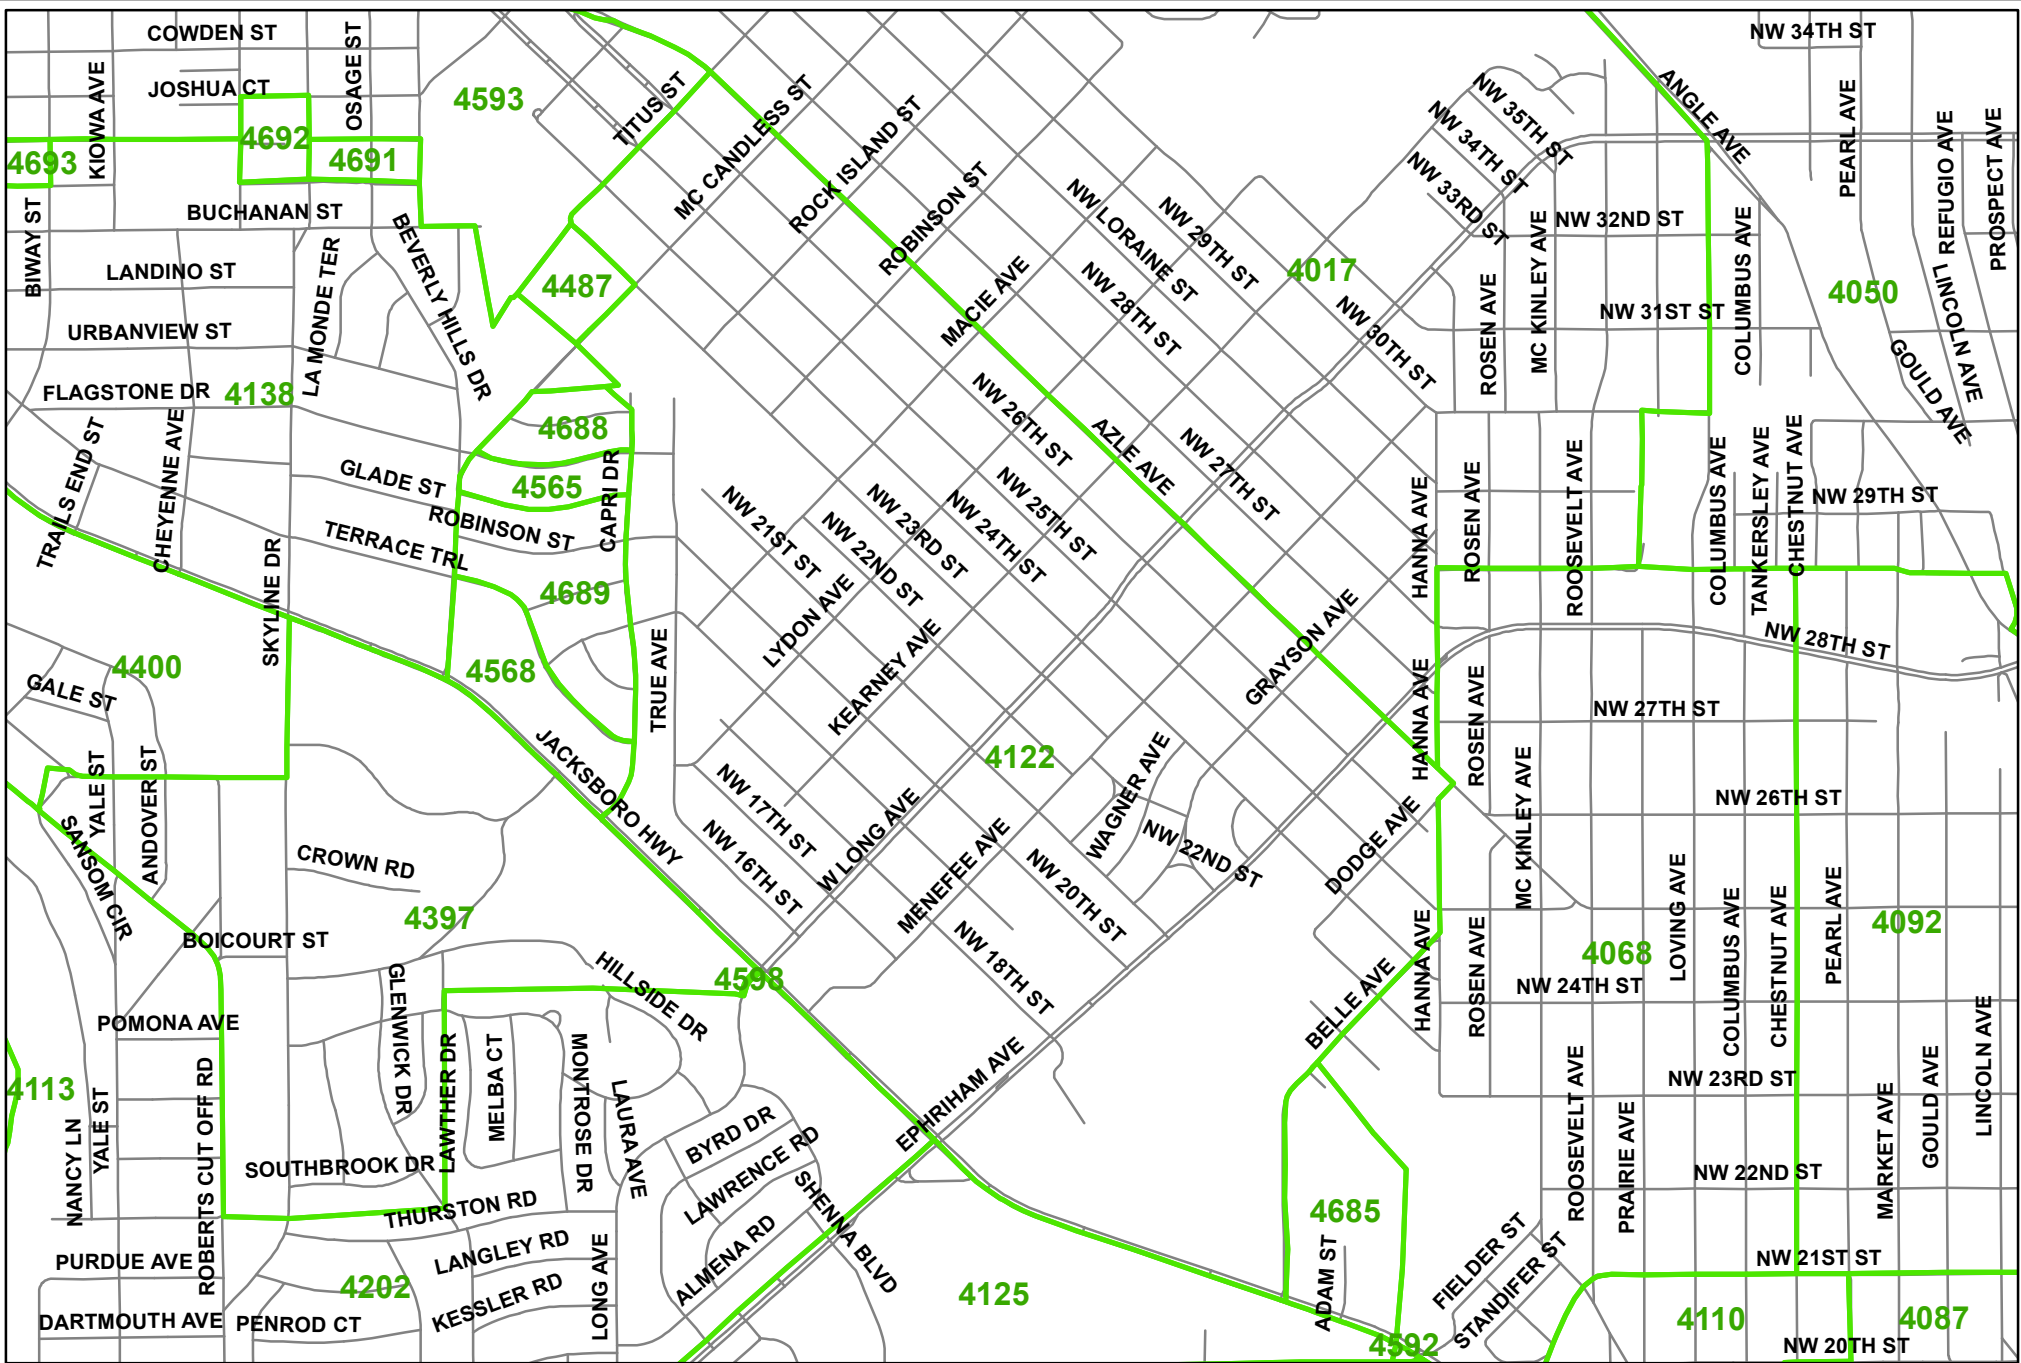 COWDEN ST
NW 34TH ST
OSAGE ST
KIOWA AVE
JOSHUA CT
4593
TITUS ST
MC CANDLESS ST
ROCK ISLAND ST
ROBINSON ST
NW 35TH ST
NW 34TH ST
NW 33RD ST
ANGLE AVE
PEARL AVE
REFUGIO AVE
PROSPECT AVE
4692
4691
4693
BUCHANAN ST
BIWAY ST
LANDINO ST
LA MONDE TER
BEVERLY HILLS DR
4487
MACIE AVE
NW LORAINE ST
NW 29TH ST
NW 28TH ST
4017
NW 30TH ST
NW 32ND ST
MC KINLEY AVE
ROSEN AVE
NW 31ST ST
COLUMBUS AVE
4050
LINCOLN AVE
GOULD AVE
URBANVIEW ST
FLAGSTONE DR
4138
4688
NW 26TH ST
AZLE AVE
NW 27TH ST
TRAILS END ST
CHEYENNE AVE
GLADE ST
4565
CAPRI DR
ROBINSON ST
TERRACE TRL
NW 21ST ST
NW 22ND ST
NW 23RD ST
NW 24TH ST
NW 25TH ST
HANNA AVE
ROSEN AVE
ROOSEVELT AVE
COLUMBUS AVE
TANKERSLEY AVE
CHESTNUT AVE
NW 29TH ST
SKYLINE DR
4689
LYDON AVE
KEARNEY AVE
GRAYSON AVE
NW 28TH ST
4400
GALE ST
4568
TRUE AVE
HANNA AVE
ROSEN AVE
NW 27TH ST
YALE ST
ANDOVER ST
JACKSBORO HWY
4122
WAGNER AVE
MC KINLEY AVE
NW 26TH ST
SANSOM CIR
NW 17TH ST
NW 16TH ST
W LONG AVE
MENEFEE AVE
NW 20TH ST
NW 22ND ST
DODGE AVE
CROWN RD
4397
BOICOURT ST
HILLSIDE DR
4598
NW 18TH ST
BELLE AVE
HANNA AVE
ROSEN AVE
4068
LOVING AVE
COLUMBUS AVE
CHESTNUT AVE
PEARL AVE
4092
NW 24TH ST
POMONA AVE
GLENWICK DR
LAWTHER DR
MELBA CT
MONTROSE DR
LAURA AVE
EPHRIHAM AVE
4113
NANCY LN
YALE ST
ROBERTS CUT OFF RD
SOUTHBROOK DR
BYRD DR
LAWRENCE RD
NW 23RD ST
ROOSEVELT AVE
PRAIRIE AVE
MARKET AVE
GOULD AVE
LINCOLN AVE
NW 22ND ST
THURSTON RD
ALMENA RD
SHENNA BLVD
4685
ADAM ST
FIELDER ST
STANDIFER ST
NW 21ST ST
PURDUE AVE
LANGLEY RD
4202
KESSLER RD
LONG AVE
4125
DARTMOUTH AVE
PENROD CT
4592
4110
4087
NW 20TH ST